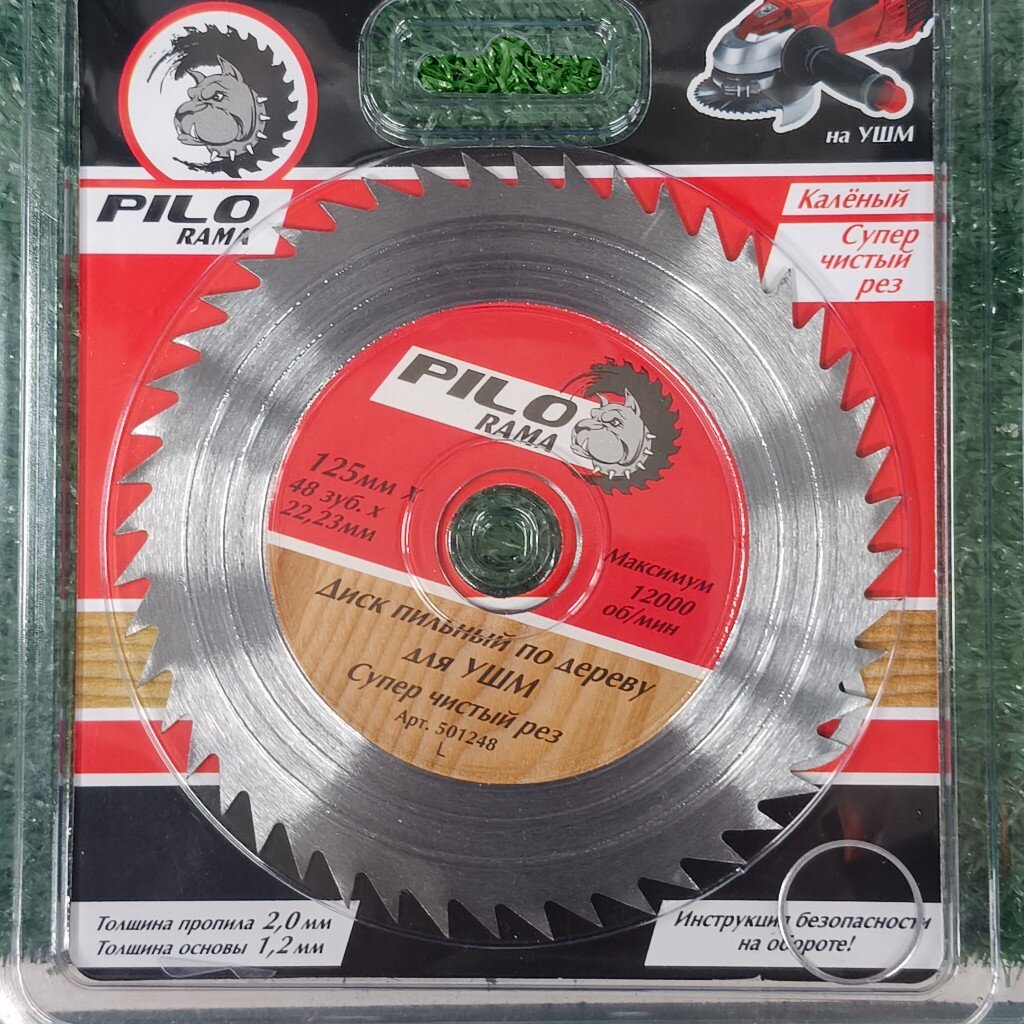 на УШМ
PILO
RAMA
Калёный
Супер
чистый
рез
PILO
RAMA
125мм х
48 зуб. х
22,23мм
Максимум
12000
об/мин
Диск пильный по дереву
для УШМ
Супер чистый рез
Арт. 501248
L
Толщина пропила 2,0 мм
Толщина основы 1,2 мм
Инструкция безопасности
на обороте!